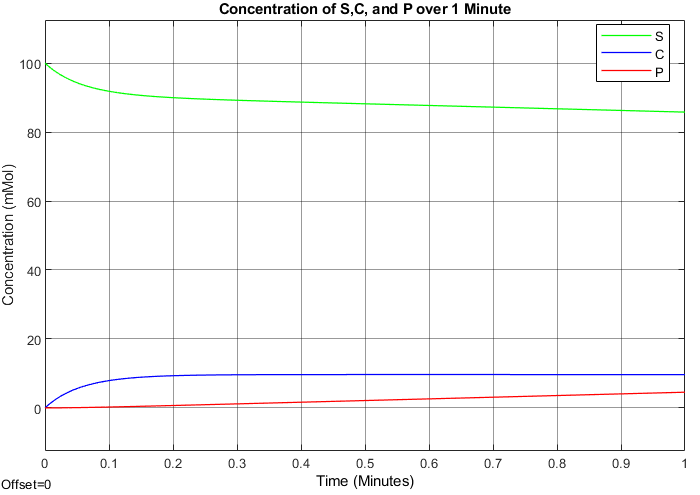 Concentration of S,C, and P over 1 Minute
S
C
P
Concentration (mMol)
100
80
60
40
20
0
0 0.1 0.2 0.3 0.4 0.5 0.6 0.7 0.8 0.9 1
Time (Minutes)
Offset=0